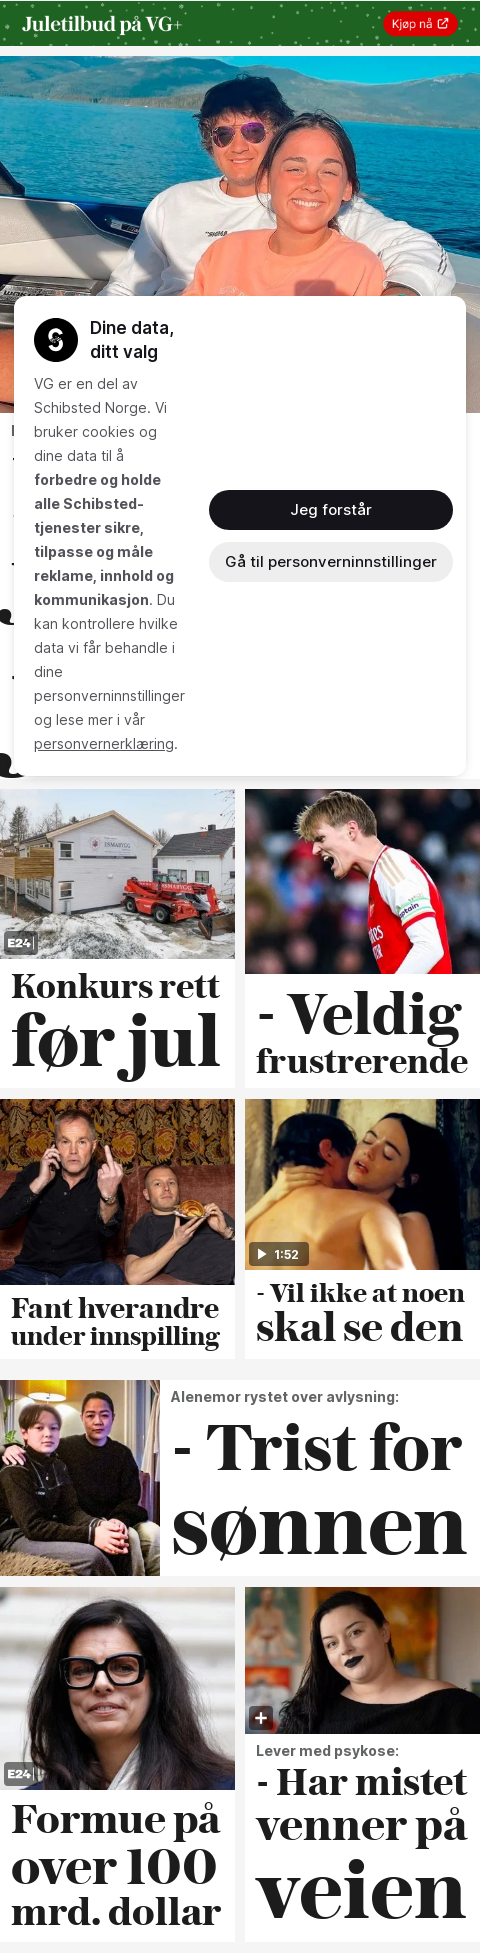 Juletilbud på VG+
Kjøp nå
Dine data,
ditt valg
VG er en del av
Schibsted Norge. Vi
bruker cookies og
dine data til å
forbedre og holde
alle Schibsted-
tjenester sikre,
tilpasse og måle
reklame, innhold og
kommunikasjon. Du
kan kontrollere hvilke
data vi får behandle i
dine
personverninnstillinger
og lese mer i vår
personvernerklæring.
Jeg forstår
Gå til personverninnstillinger
E24
Konkurs rett
før jul
- Veldig
frustrerende
Fant hverandre
under innspilling
1:52
- Vil ikke at noen
skal se den
Alenemor rystet over avlysning:
- Trist for
sønnen
E24
Formue på
over 100
mrd. dollar
Lever med psykose:
- Har mistet
venner på
veien